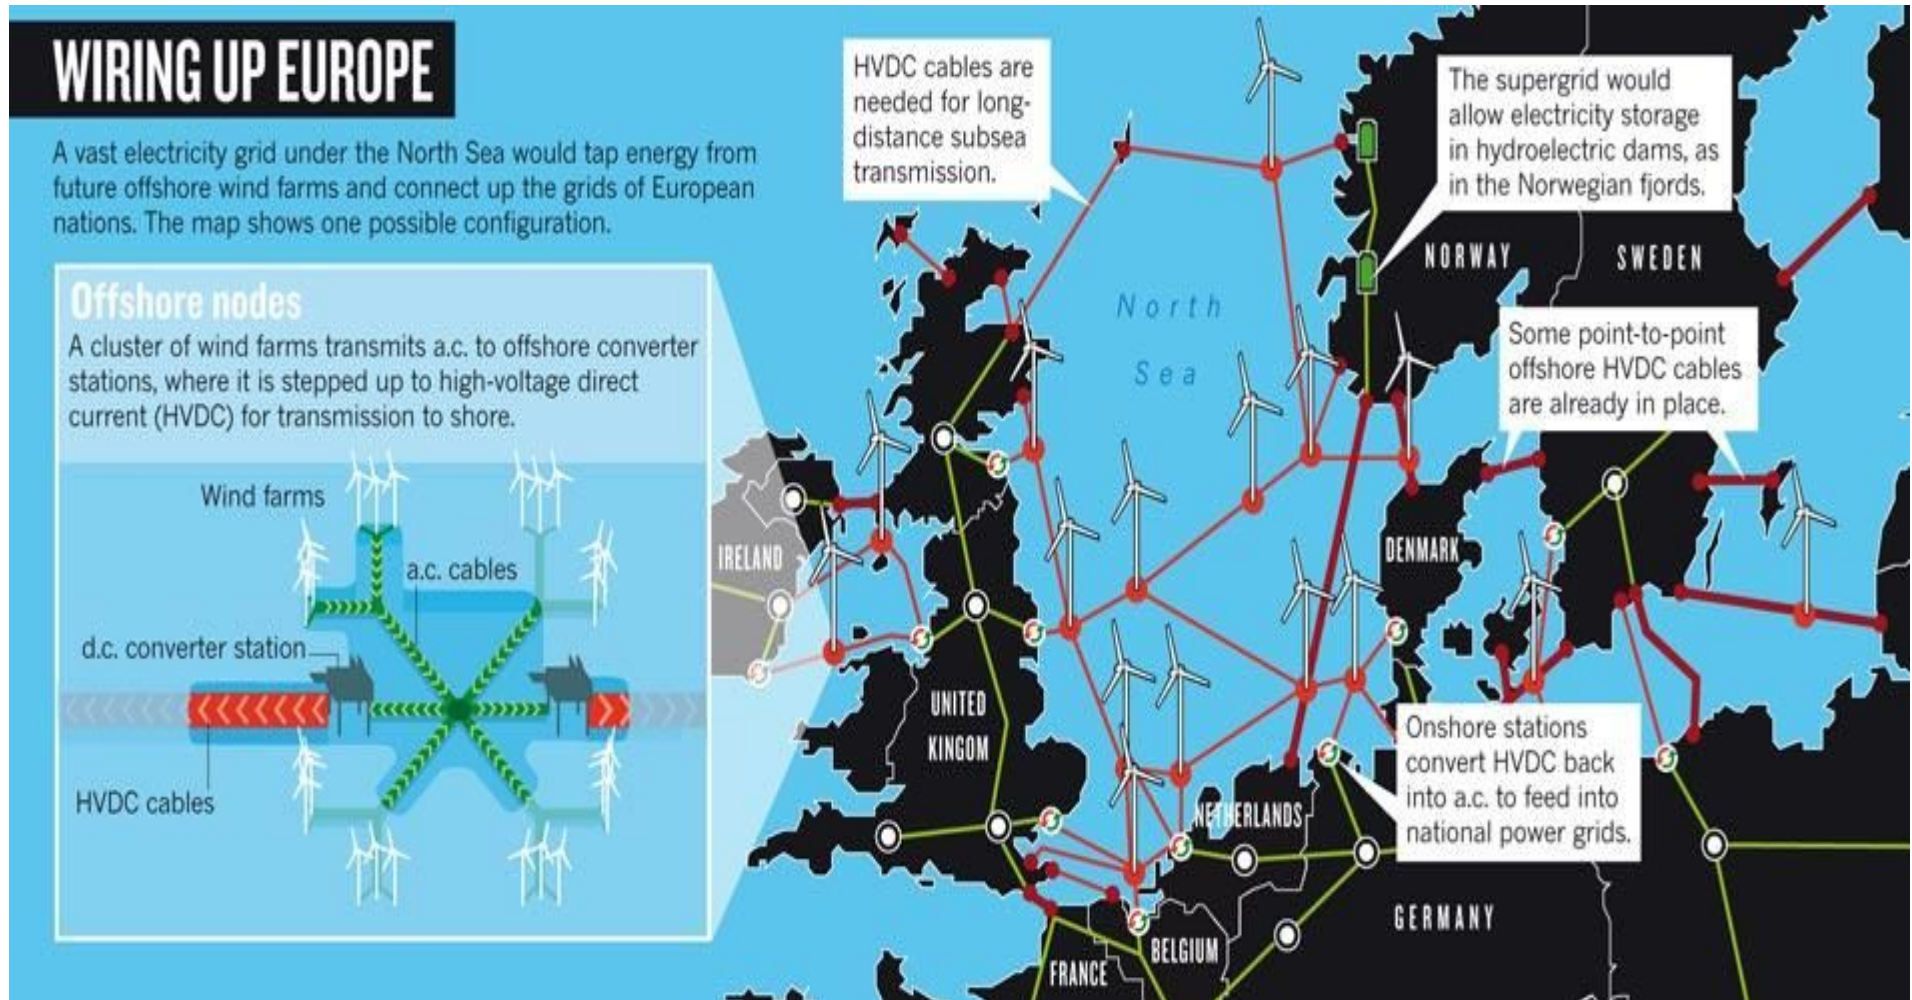 WIRING UP EUROPE
A vast electricity grid under the North Sea would tap energy from
future offshore wind farms and connect up the grids of European
nations. The map shows one possible configuration.
Offshore nodes
A cluster of wind farms transmits a.c. to offshore converter
stations, where it is stepped up to high-voltage direct
current (HVDC) for transmission to shore.
Wind farms
a.c. cables
d.c. converter station
HVDC cables
HVDC cables are
needed for long-
distance subsea
transmission.
The supergrid would
allow electricity storage
in hydroelectric dams, as
in the Norwegian fjords.
NORWAY
SWEDEN
North
Sea
Some point-to-point
offshore HVDC cables
are already in place.
IRELAND
DENMARK
UNITED
KINGOM
Onshore stations
convert HVDC back
into a.c. to feed into
national power grids.
NETHERLANDS
GERMANY
BELGIUM
FRANCE